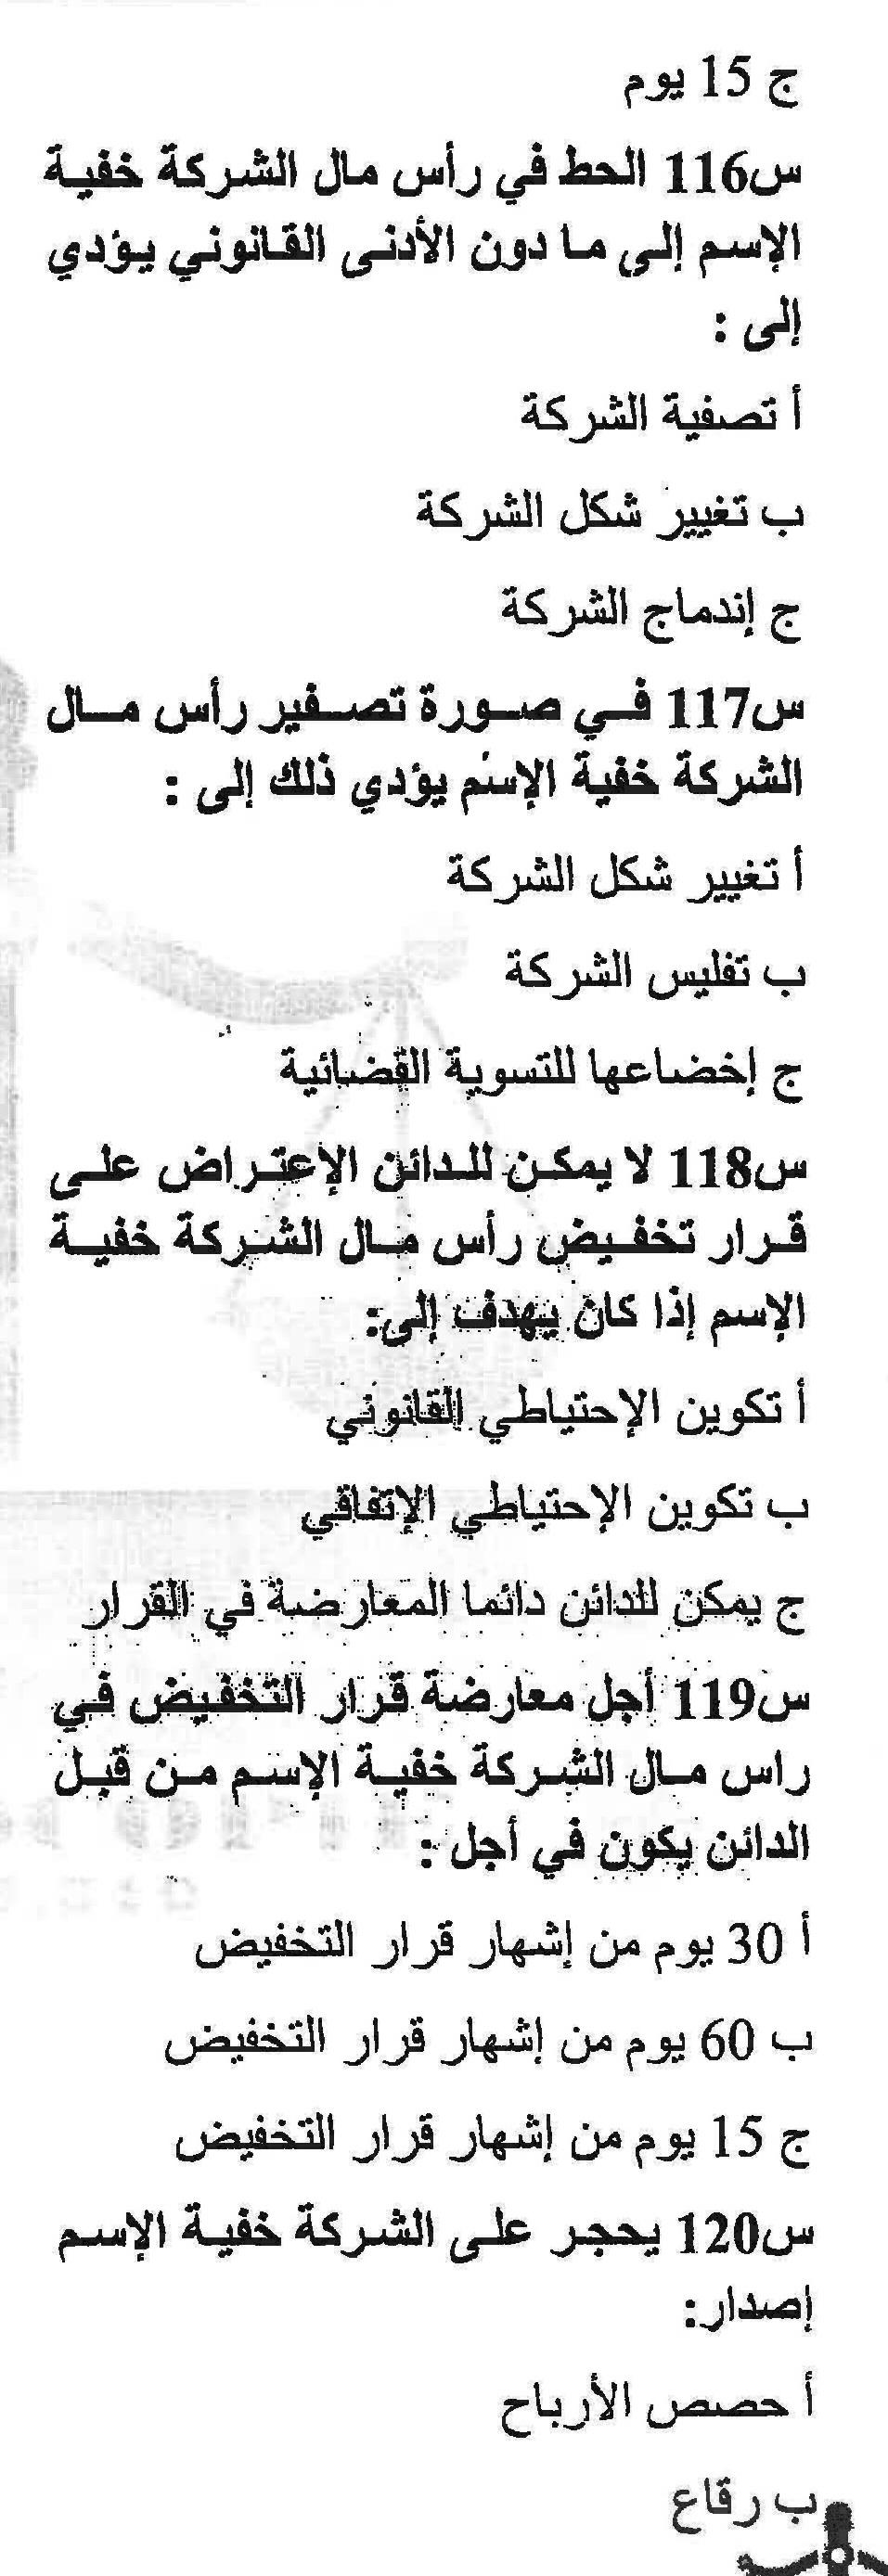 ج 15 يوم
س116 الحط في رأس مال الشركة خفية
الإسم إلى ما دون الأدنى القانوني يؤدي
إلى :
أ تصفية الشركة
ب تغيير شكل الشركة
ج إندماج الشركة
س117 في صورة تصفير رأس مال
الشركة خفية الإسم يؤدي ذلك إلى :
أ تغيير شكل الشركة
ب تفليس الشركة
ج إخضاعها للتسوية القضائية
س118 لا يمكن للدائن الإعتراض على
قرار تخفيض رأس مال الشركة خفية
الإسم إذا كان يهدف إلى:
أ تكوين الإحتياطي القانوني
ب تكوين الإحتياطي الإتفاقي
ج يمكن للدائن دائما المعارضة في القرار
س119 أجل معارضة قرار التخفيض في
راس مال الشركة خفية الإسم من قبل
الدائن يكون في أجل :
أ 30 يوم من إشهار قرار التخفيض
ب 60 يوم من إشهار قرار التخفيض
ج 15 يوم من إشهار قرار التخفيض
س120 يحجر على الشركة خفية الإسم
إصدار:
أ حصص الأرباح
ب رقاع